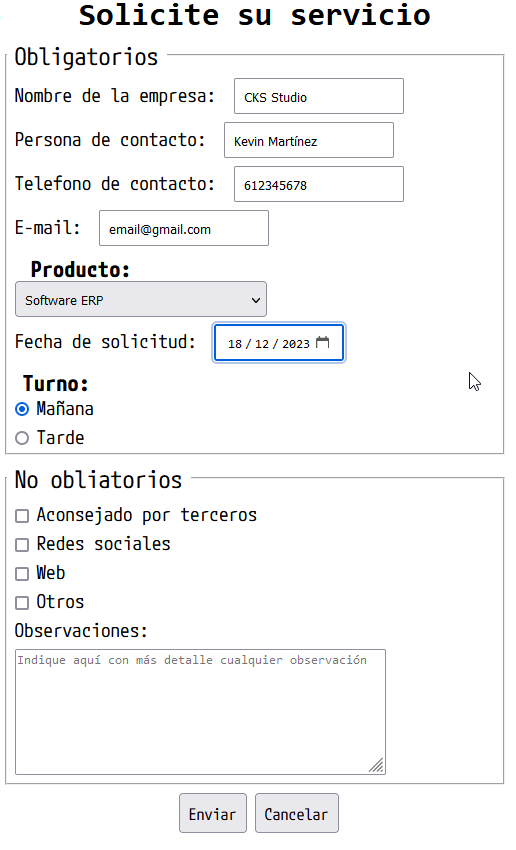 Solicite su servicio
Obligatorios
Nombre de la empresa: CKS Studio
Persona de contacto: Kevin Martínez
Telefono de contacto: 612345678
E-mail: email@gmail.com
Producto:
Software ERP
Fecha de solicitud: 18 / 12 / 2023
Turno:
Mañana
Tarde
No obliatorios
Aconsejado por terceros
Redes sociales
Web
Otros
Observaciones:
Indique aquí con más detalle cualquier observación
Enviar Cancelar